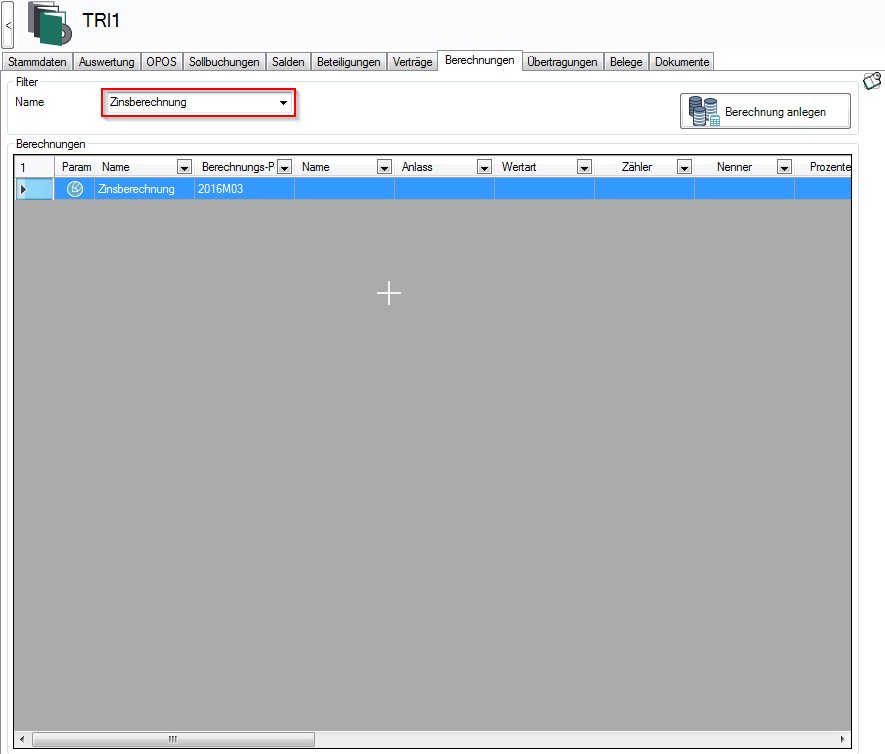 <
TRI1
Stammdaten Auswertung OPOS Sollbuchungen Salden Beteiligungen Verträge Berechnungen Übertragungen Belege Dokumente
Filter
Name Zinsberechnung
Berechnung anlegen
Berechnungen
1 Param Name Berechnungs-P Name Anlass Wertart Zähler Nenner Prozente
Zinsberechnung 2016M03